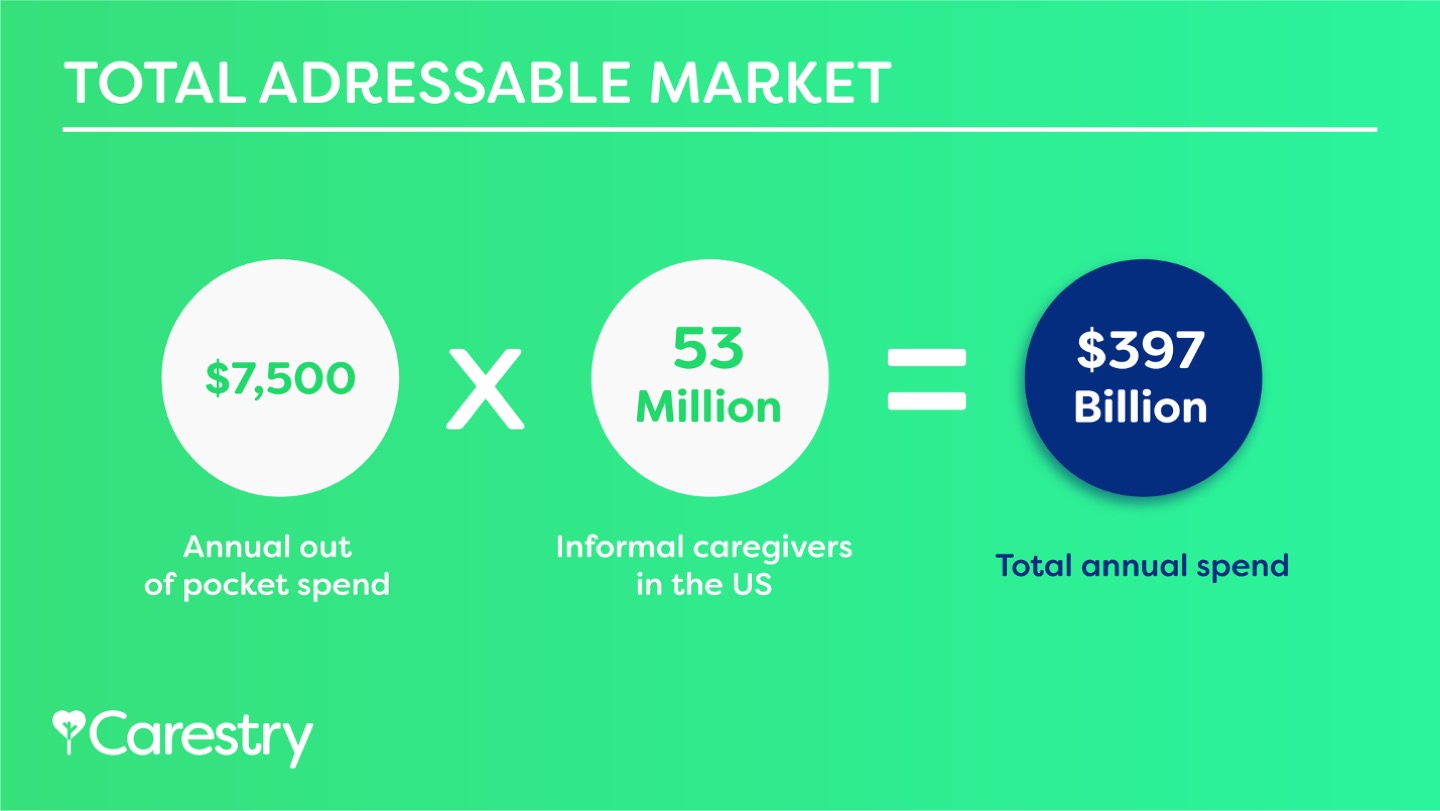 TOTAL ADRESSABLE MARKET
$7,500
x
53
Million
=
$397
Billion
Annual out
of pocket spend
Informal caregivers
in the US
Total annual spend
Carestry